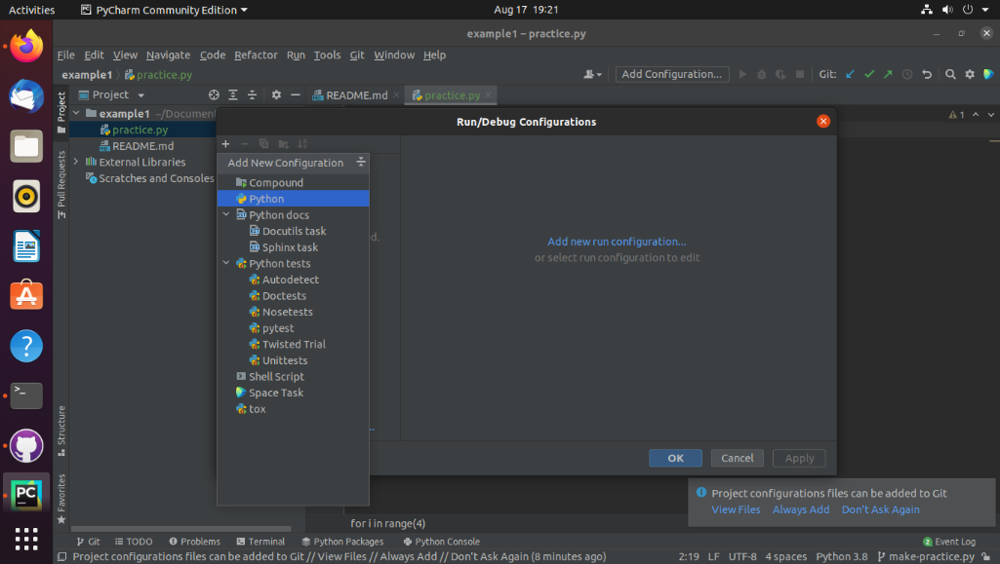 Activities PyCharm Community Edition Aug 17 19:21
example1 – practice.py
File Edit View Navigate Code Refactor Run Tools Git Window Help
example1 practice.py Add Configuration... Git:
Project README.md practice.py
example1 ~/Document 1
Run/Debug Configurations
practice.py
README.md
External Libraries
Scratches and Consoles
Project
Pull Requests
Structure
Favorites
Add New Configuration
Compound
Python
Python docs
Docutils task
Sphinx task
Python tests
Autodetect
Doctests
Nosetests
pytest
Twisted Trial
Unittests
Shell Script
Space Task
tox
d.
..
Add new run configuration...
or select run configuration to edit
OK Cancel Apply
Project configurations files can be added to Git
View Files Always Add Don't Ask Again
for i in range(4)
Git TODO Problems Terminal Python Packages Python Console 2 Event Log
Project configurations files can be added to Git // View Files // Always Add // Don't Ask Again (8 minutes ago) 2:19 LF UTF-8 4 spaces Python 3.8 make-practice.py
PC